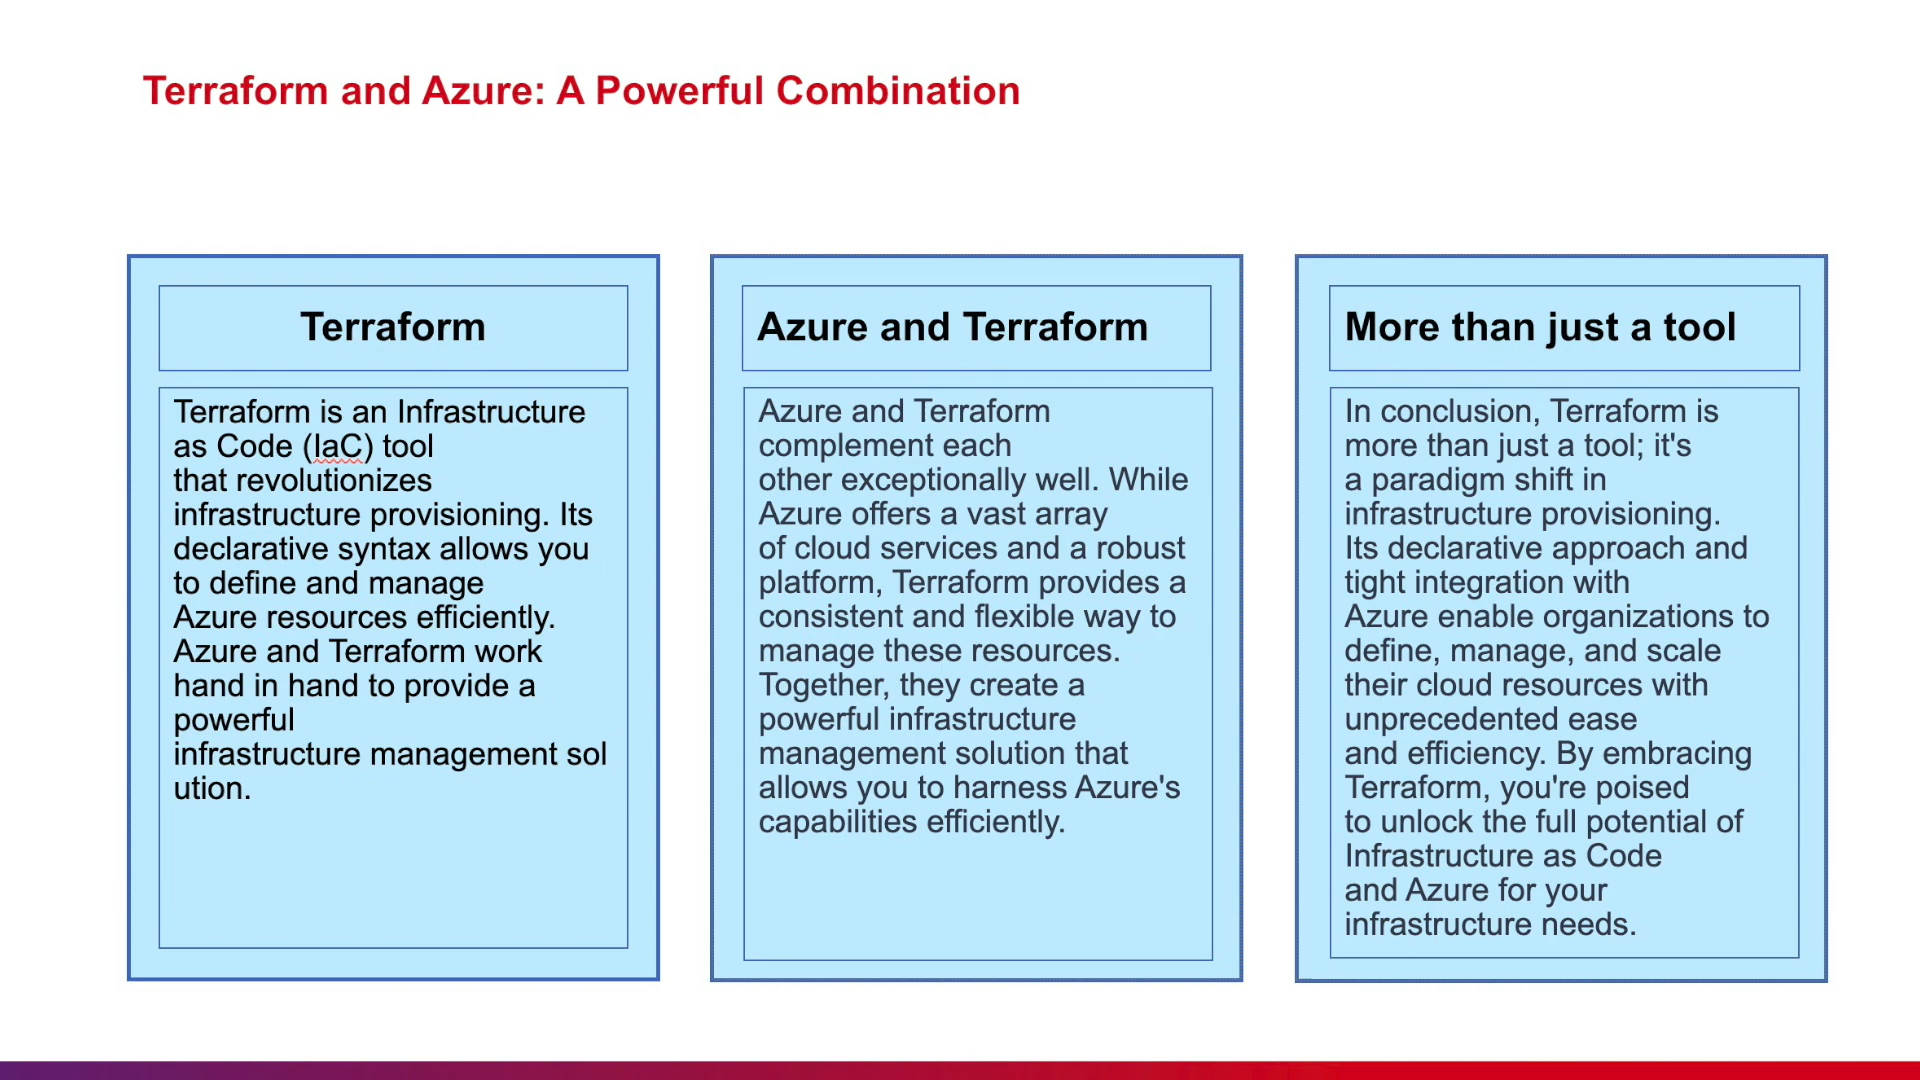 Terraform and Azure: A Powerful Combination
Terraform
Terraform is an Infrastructure
as Code (IaC) tool
that revolutionizes
infrastructure provisioning. Its
declarative syntax allows you
to define and manage
Azure resources efficiently.
Azure and Terraform work
hand in hand to provide a
powerful
infrastructure management sol
ution.
Azure and Terraform
Azure and Terraform
complement each
other exceptionally well. While
Azure offers a vast array
of cloud services and a robust
platform, Terraform provides a
consistent and flexible way to
manage these resources.
Together, they create a
powerful infrastructure
management solution that
allows you to harness Azure's
capabilities efficiently.
More than just a tool
In conclusion, Terraform is
more than just a tool; it's
a paradigm shift in
infrastructure provisioning.
Its declarative approach and
tight integration with
Azure enable organizations to
define, manage, and scale
their cloud resources with
unprecedented ease
and efficiency. By embracing
Terraform, you're poised
to unlock the full potential of
Infrastructure as Code
and Azure for your
infrastructure needs.